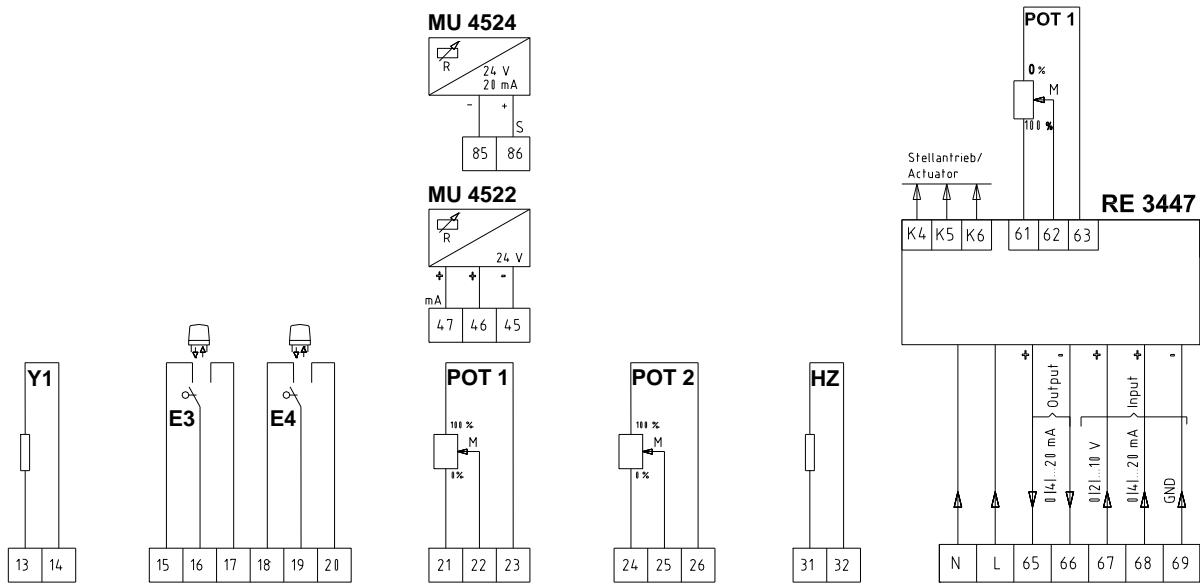 MU 4524
R
24 V
20 mA
- +
S
85 86
MU 4522
R
24 V
+ + -
mA
47 46 45
POT 1
0 %
M
100 %
Stellantrieb/
Actuator
RE 3447
K4 K5 K6 61 62 63
+ - + + -
0(4)...20 mA Output
0(2)...10 V
0(4)...20 mA Input
GND
N L 65 66 67 68 69
Y1
13 14
E3 E4
15 16 17 18 19 20
POT 1
100 %
M
0%
21 22 23
POT 2
100 %
M
0 %
24 25 26
HZ
31 32